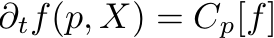 ∂ₜf(p, X) = Cₚ[f]